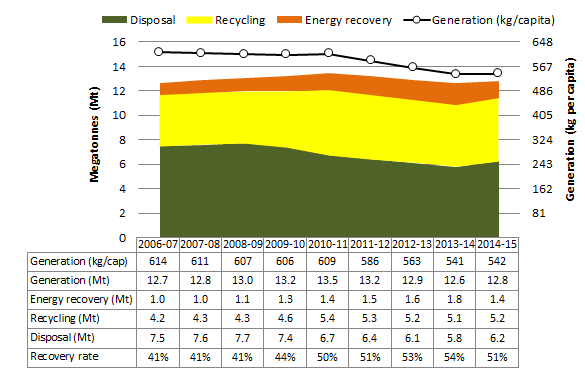 Disposal Recycling Energy recovery Generation (kg/capita)
16 648
14 567
12 486
10 405
8 324
6 243
4 162
2 81
0
Megatonnes (Mt)
Generation (kg per capita)
2006-07 2007-08 2008-09 2009-10 2010-11 2011-12 2012-13 2013-14 2014-15
Generation (kg/cap) 614 611 607 606 609 586 563 541 542
Generation (Mt) 12.7 12.8 13.0 13.2 13.5 13.2 12.9 12.6 12.8
Energy recovery (Mt) 1.0 1.0 1.1 1.3 1.4 1.5 1.6 1.8 1.4
Recycling (Mt) 4.2 4.3 4.3 4.6 5.4 5.3 5.2 5.1 5.2
Disposal (Mt) 7.5 7.6 7.7 7.4 6.7 6.4 6.1 5.8 6.2
Recovery rate 41% 41% 41% 44% 50% 51% 53% 54% 51%